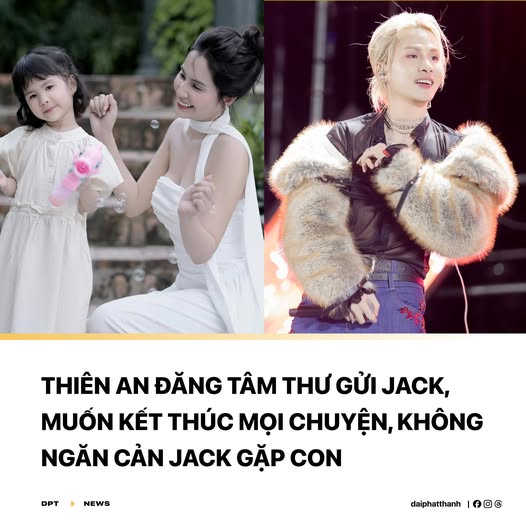 THIÊN AN ĐĂNG TÂM THƯ GỬI JACK,
MUỐN KẾT THÚC MỌI CHUYỆN, KHÔNG
NGĂN CẢN JACK GẶP CON
DPT NEWS
daiphatthanh |